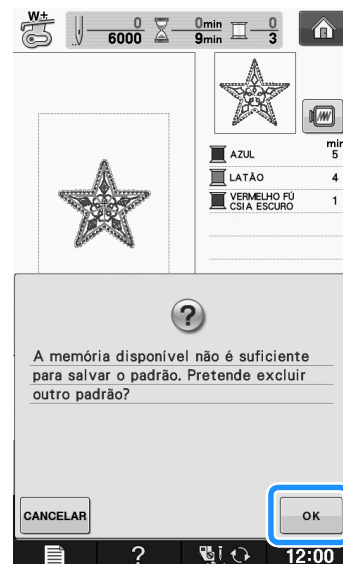 W+
0
6000
0min
9min
0
3
min
AZUL 5
LATÃO 4
VERMELHO FÚ
CSIA ESCURO 1
?
A memória disponível não é suficiente
para salvar o padrão. Pretende excluir
outro padrão?
CANCELAR
OK
? 12:00